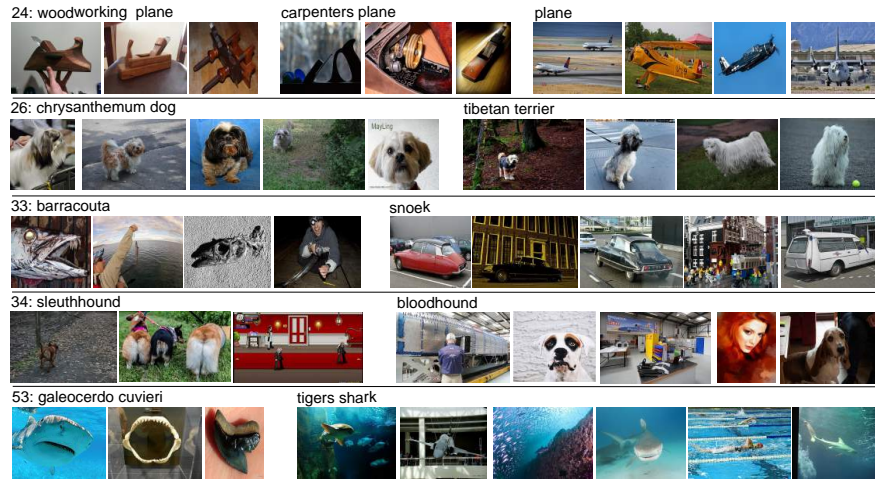 24: woodworking plane
carpenters plane
plane
26: chrysanthemum dog
tibetan terrier
MayLing
33: barracouta
snoek
34: sleuthhound
bloodhound
53: galeocerdo cuvieri
tigers shark